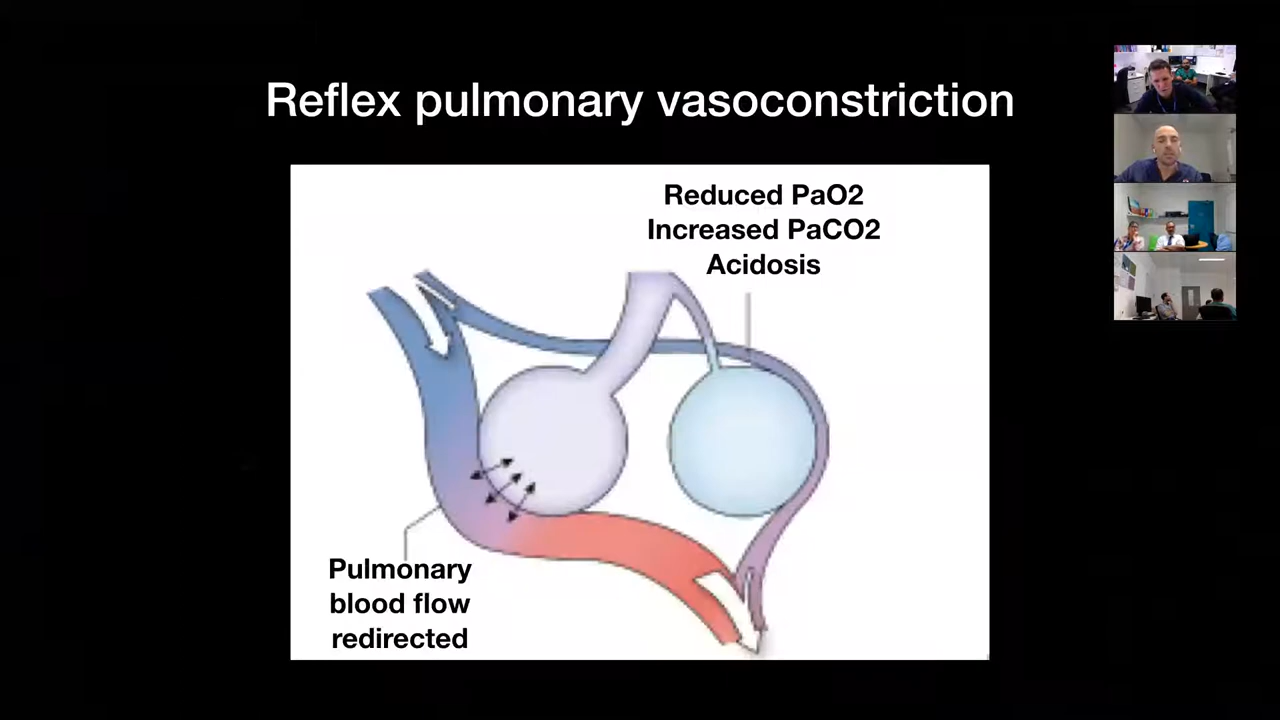 Reflex pulmonary vasoconstriction
Reduced PaO2
Increased PaCO2
Acidosis
Pulmonary
blood flow
redirected